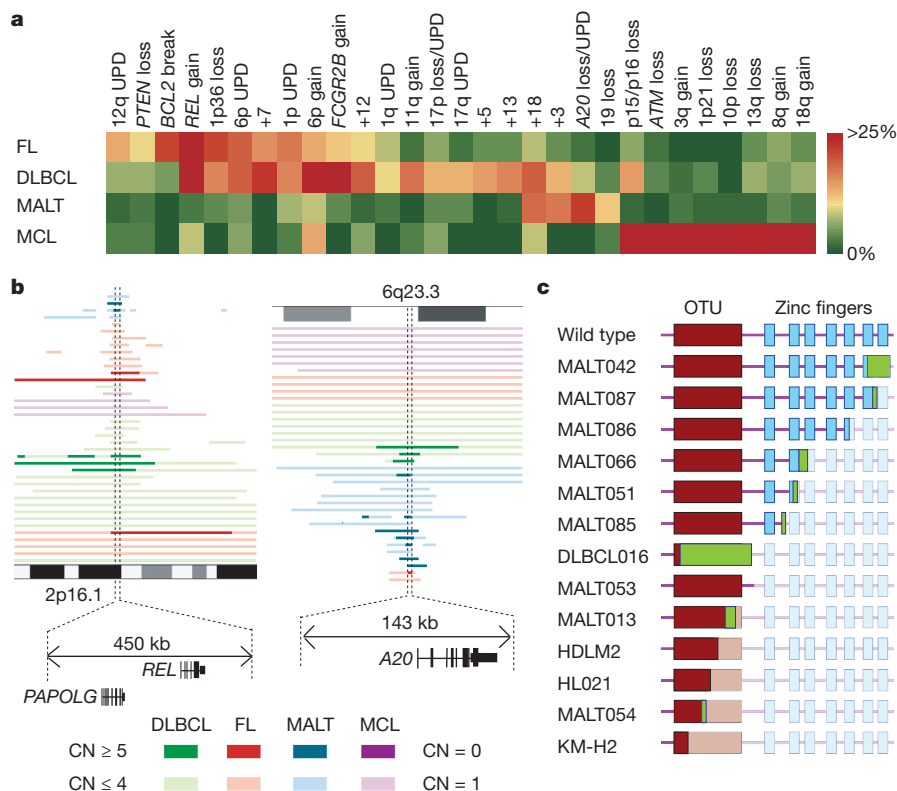 a
12q UPD
PTEN loss
BCL2 break
REL gain
1p36 loss
6p UPD
+7
1p UPD
6p gain
FCGR2B gain
+12
1q UPD
11q gain
17p loss/UPD
17q UPD
+5
+13
+18
+3
A20 loss/UPD
19 loss
p15/p16 loss
ATM loss
3q gain
1p21 loss
10p loss
13q loss
8q gain
18q gain
FL
DLBCL
MALT
MCL
>25%
0%
b
2p16.1
450 kb
REL
PAPOLG
6q23.3
143 kb
A20
DLBCL FL MALT MCL
CN ≥ 5 CN = 0
CN ≤ 4 CN = 1
c
OTU Zinc fingers
Wild type
MALT042
MALT087
MALT086
MALT066
MALT051
MALT085
DLBCL016
MALT053
MALT013
HDLM2
HL021
MALT054
KM-H2